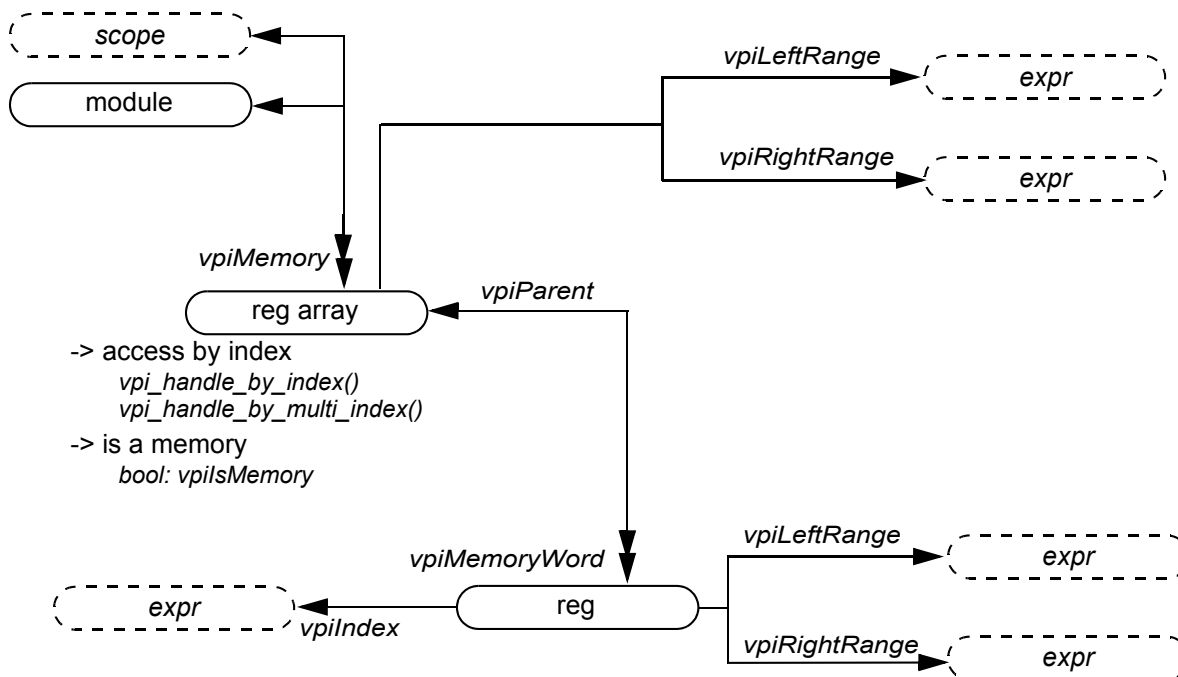 scope
vpiLeftRange
expr
module
vpiRightRange
expr
vpiMemory
vpiParent
reg array
-> access by index
vpi_handle_by_index()
vpi_handle_by_multi_index()
-> is a memory
bool: vpiIsMemory
vpiLeftRange
expr
vpiMemoryWord
expr
reg
vpiIndex
vpiRightRange
expr